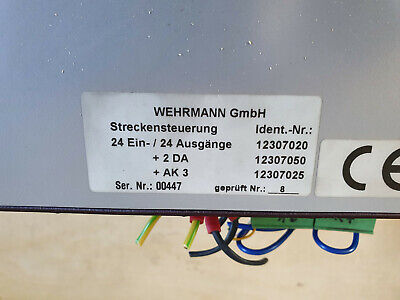 WEHRMANN GmbH
Streckensteuerung Ident.-Nr.:
24 Ein- / 24 Ausgänge 12307020
+ 2 DA 12307050
+ AK 3 12307025
Ser. Nr.: 00447 geprüft Nr.: 8
CE